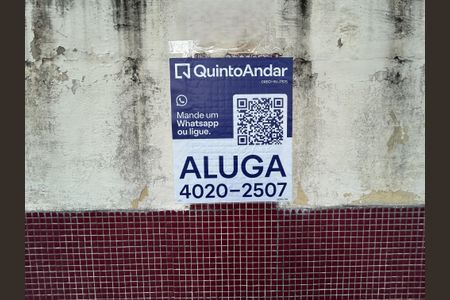 QuintoAndar
Mande um
Whatsapp
ou ligue.
ALUGA
4020-2507